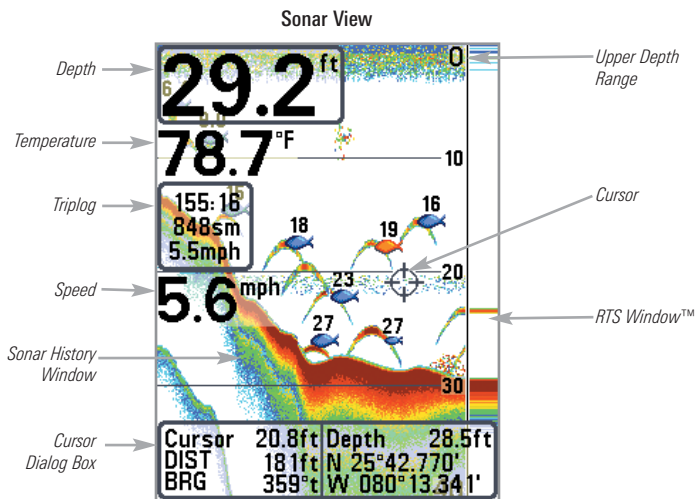 Sonar View
Depth
29.2 ft
0
Upper Depth
Range
Temperature
78.7 °F
10
Triplog
155:16
848sm
5.5mph
16
18
19
Cursor
20
Speed
5.6 mph
23
RTS Window™
27
27
Sonar History
Window
30
Cursor
Dialog Box
Cursor 20.8ft
DIST 181ft
BRG 359°t
Depth 28.5ft
N 25°42.770'
W 080°13.341'